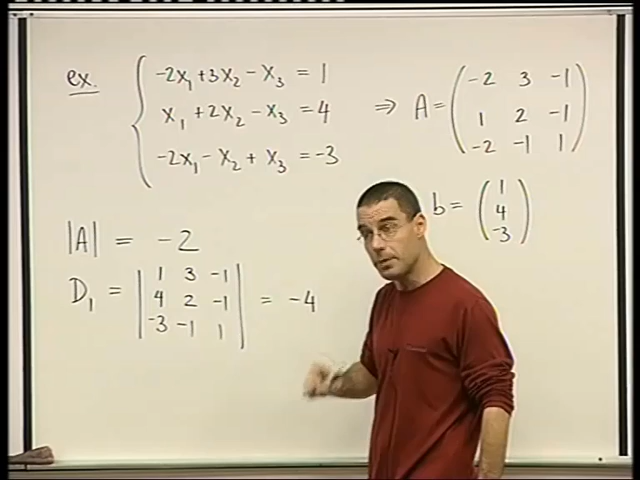 ex. -2x₁+3x₂-x₃=1
x₁+2x₂-x₃=4
-2x₁-x₂+x₃=-3
⇒ A=
-2 3 -1
1 2 -1
-2 -1 1
b=
1
4
-3
|A| = -2
D₁ =
1 3 -1
4 2 -1
-3 -1 1
= -4